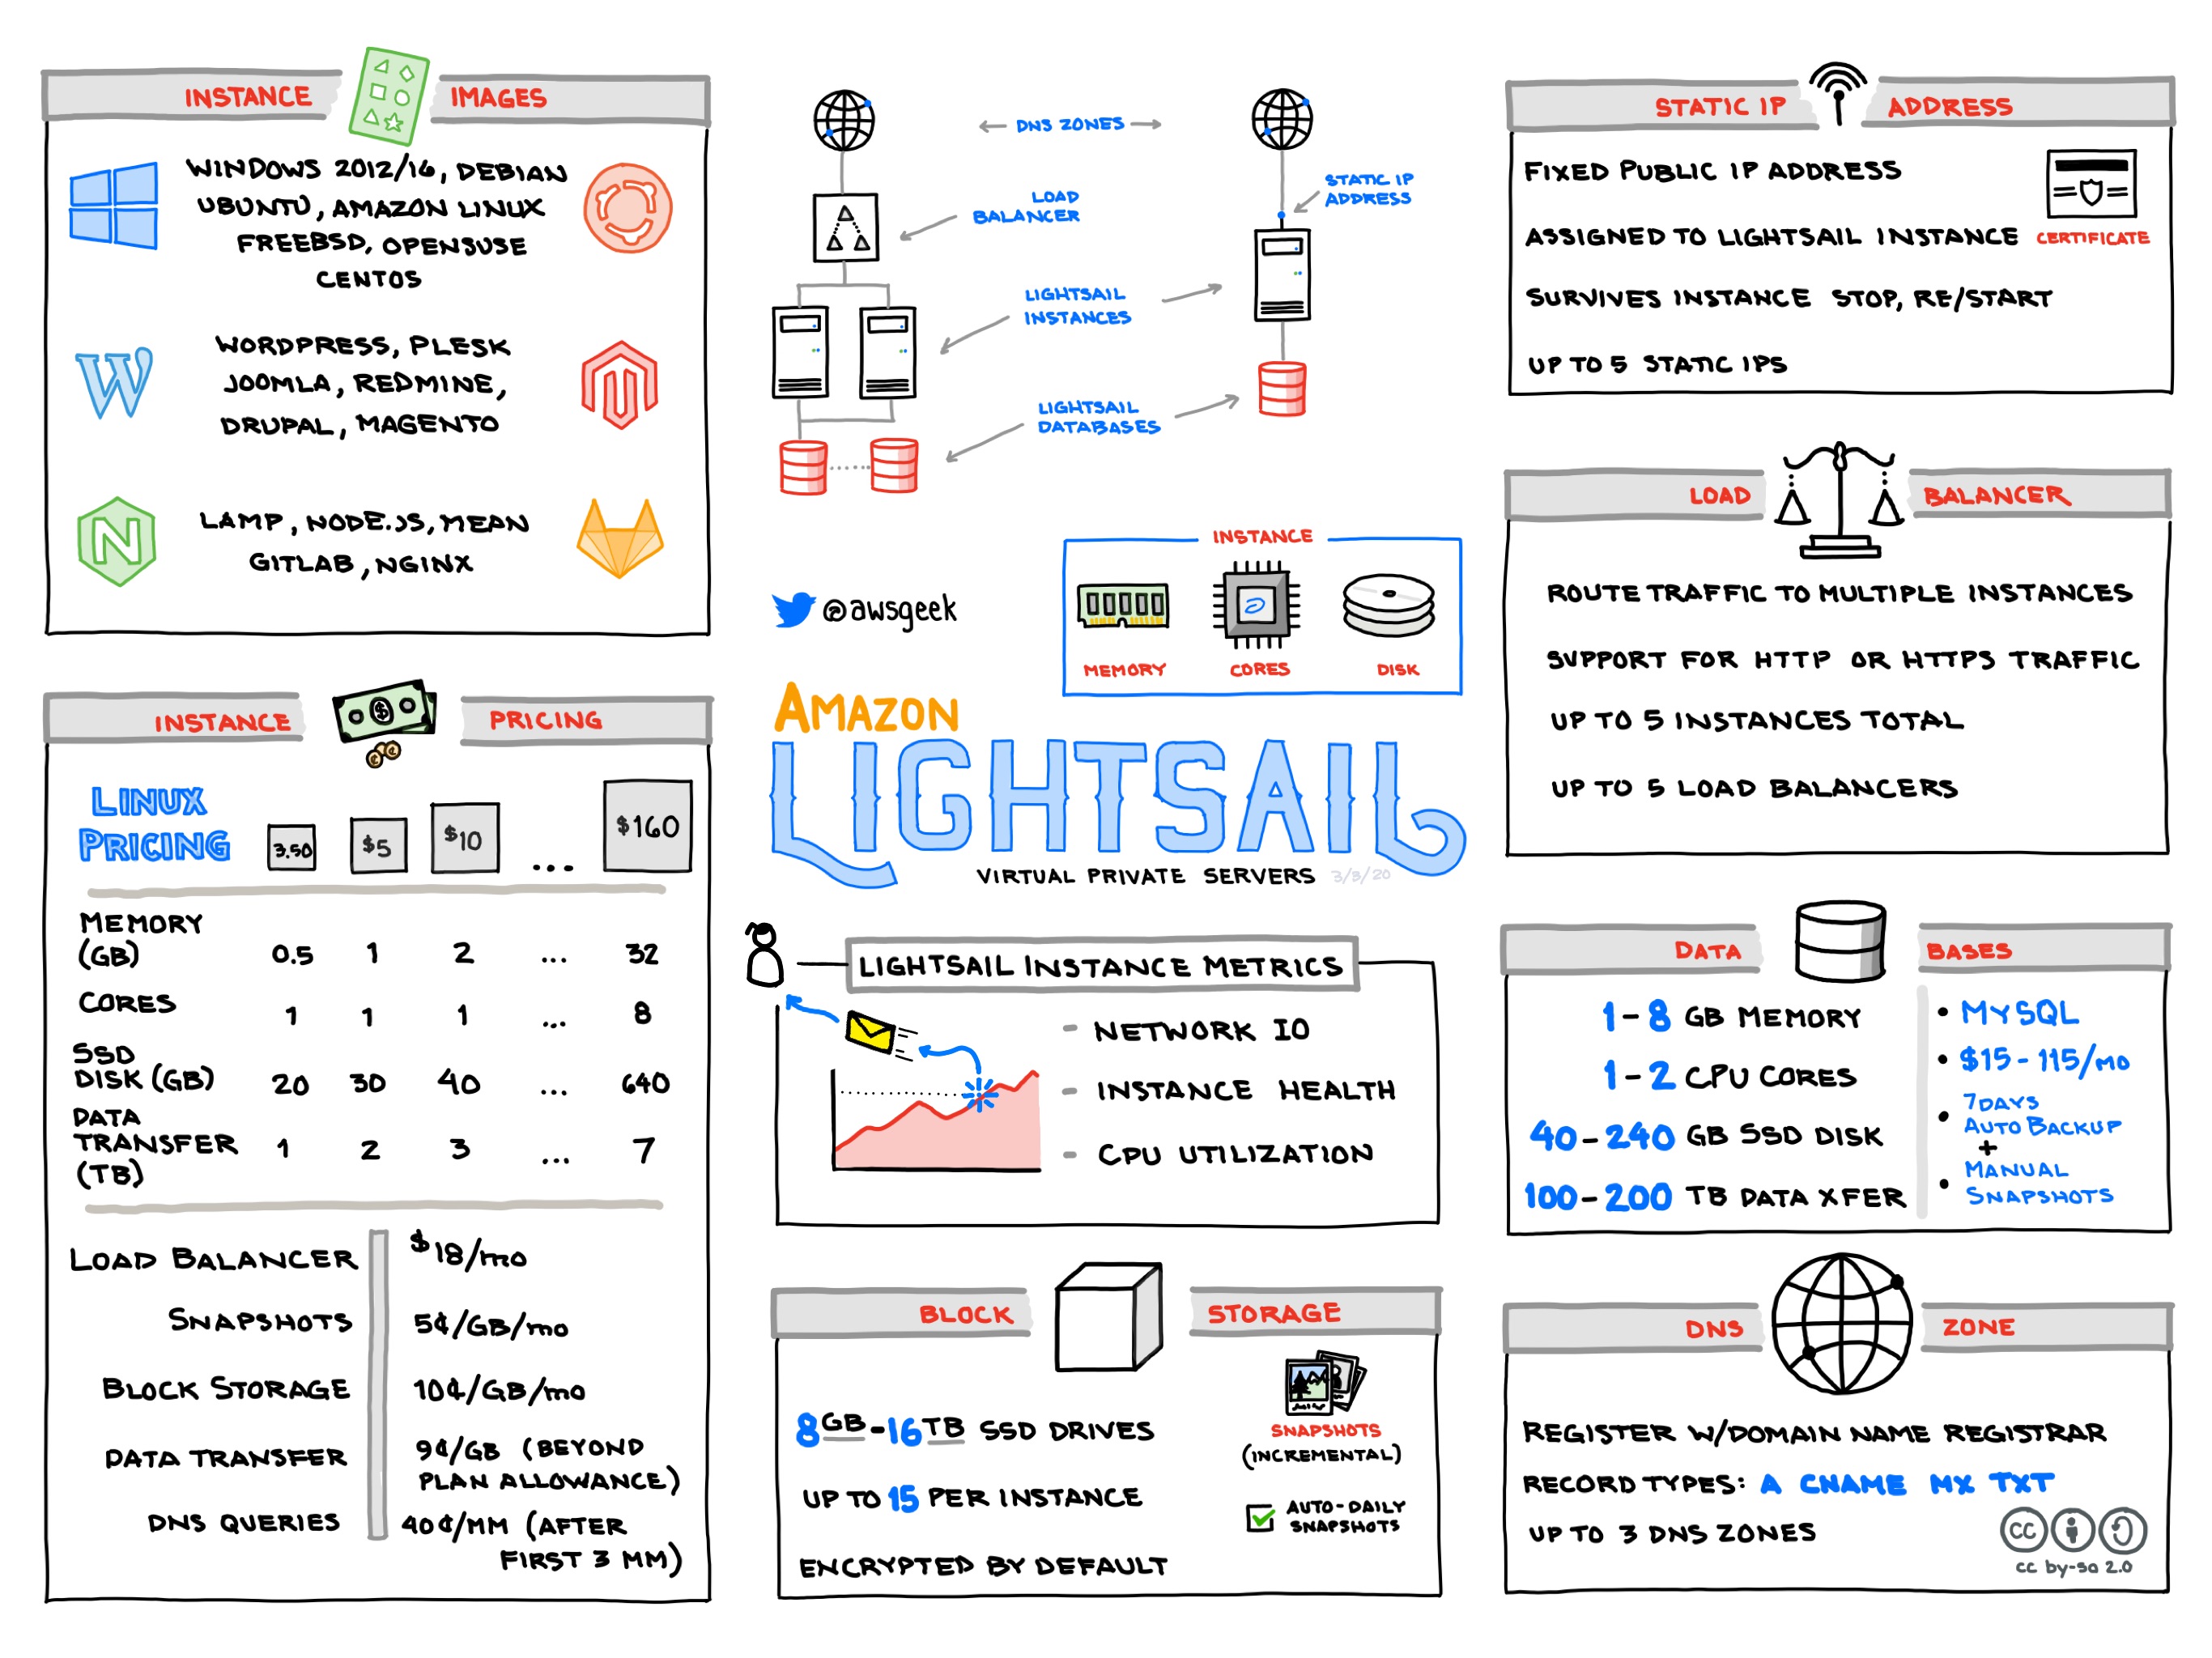 INSTANCE IMAGES
WINDOWS 2012/16, DEBIAN
UBUNTU, AMAZON LINUX
FREEBSD, OPENSUSE
CENTOS
W
WORDPRESS, PLESK
JOOMLA, REDMINE,
DRUPAL, MAGENTO
N
LAMP, NODE.JS, MEAN
GITLAB, NGINX
INSTANCE PRICING
LINUX
PRICING
3.50 $5 $10 ... $160
MEMORY
(GB) 0.5 1 2 ... 32
CORES 1 1 1 ... 8
SSD
DISK (GB) 20 30 40 ... 640
DATA
TRANSFER 1 2 3 ... 7
(TB)
LOAD BALANCER $18/mo
SNAPSHOTS 5¢/GB/mo
BLOCK STORAGE 10¢/GB/mo
DATA TRANSFER 9¢/GB (BEYOND
PLAN ALLOWANCE)
DNS QUERIES 40¢/MM (AFTER
FIRST 3 MM)
DNS ZONES
LOAD
BALANCER
STATIC IP
ADDRESS
LIGHTSAIL
INSTANCES
LIGHTSAIL
DATABASES
INSTANCE
MEMORY CORES DISK
@awsgeek
AMAZON
LIGHTSAIL
VIRTUAL PRIVATE SERVERS 3/3/20
LIGHTSAIL INSTANCE METRICS
- NETWORK IO
- INSTANCE HEALTH
- CPU UTILIZATION
BLOCK STORAGE
8GB-16TB SSD DRIVES
UP TO 15 PER INSTANCE
ENCRYPTED BY DEFAULT
SNAPSHOTS
(INCREMENTAL)
AUTO-DAILY
SNAPSHOTS
STATIC IP ADDRESS
FIXED PUBLIC IP ADDRESS
ASSIGNED TO LIGHTSAIL INSTANCE
SURVIVES INSTANCE STOP, RE/START
UP TO 5 STATIC IPS
CERTIFICATE
LOAD BALANCER
ROUTE TRAFFIC TO MULTIPLE INSTANCES
SUPPORT FOR HTTP OR HTTPS TRAFFIC
UP TO 5 INSTANCES TOTAL
UP TO 5 LOAD BALANCERS
DATA BASES
1-8 GB MEMORY
1-2 CPU CORES
40-240 GB SSD DISK
100-200 TB DATA XFER
• MYSQL
• $15-115/mo
• 7 DAYS
AUTO BACKUP
+
• MANUAL
SNAPSHOTS
DNS ZONE
REGISTER W/DOMAIN NAME REGISTRAR
RECORD TYPES: A CNAME MX TXT
UP TO 3 DNS ZONES
CC
cc by-sa 2.0